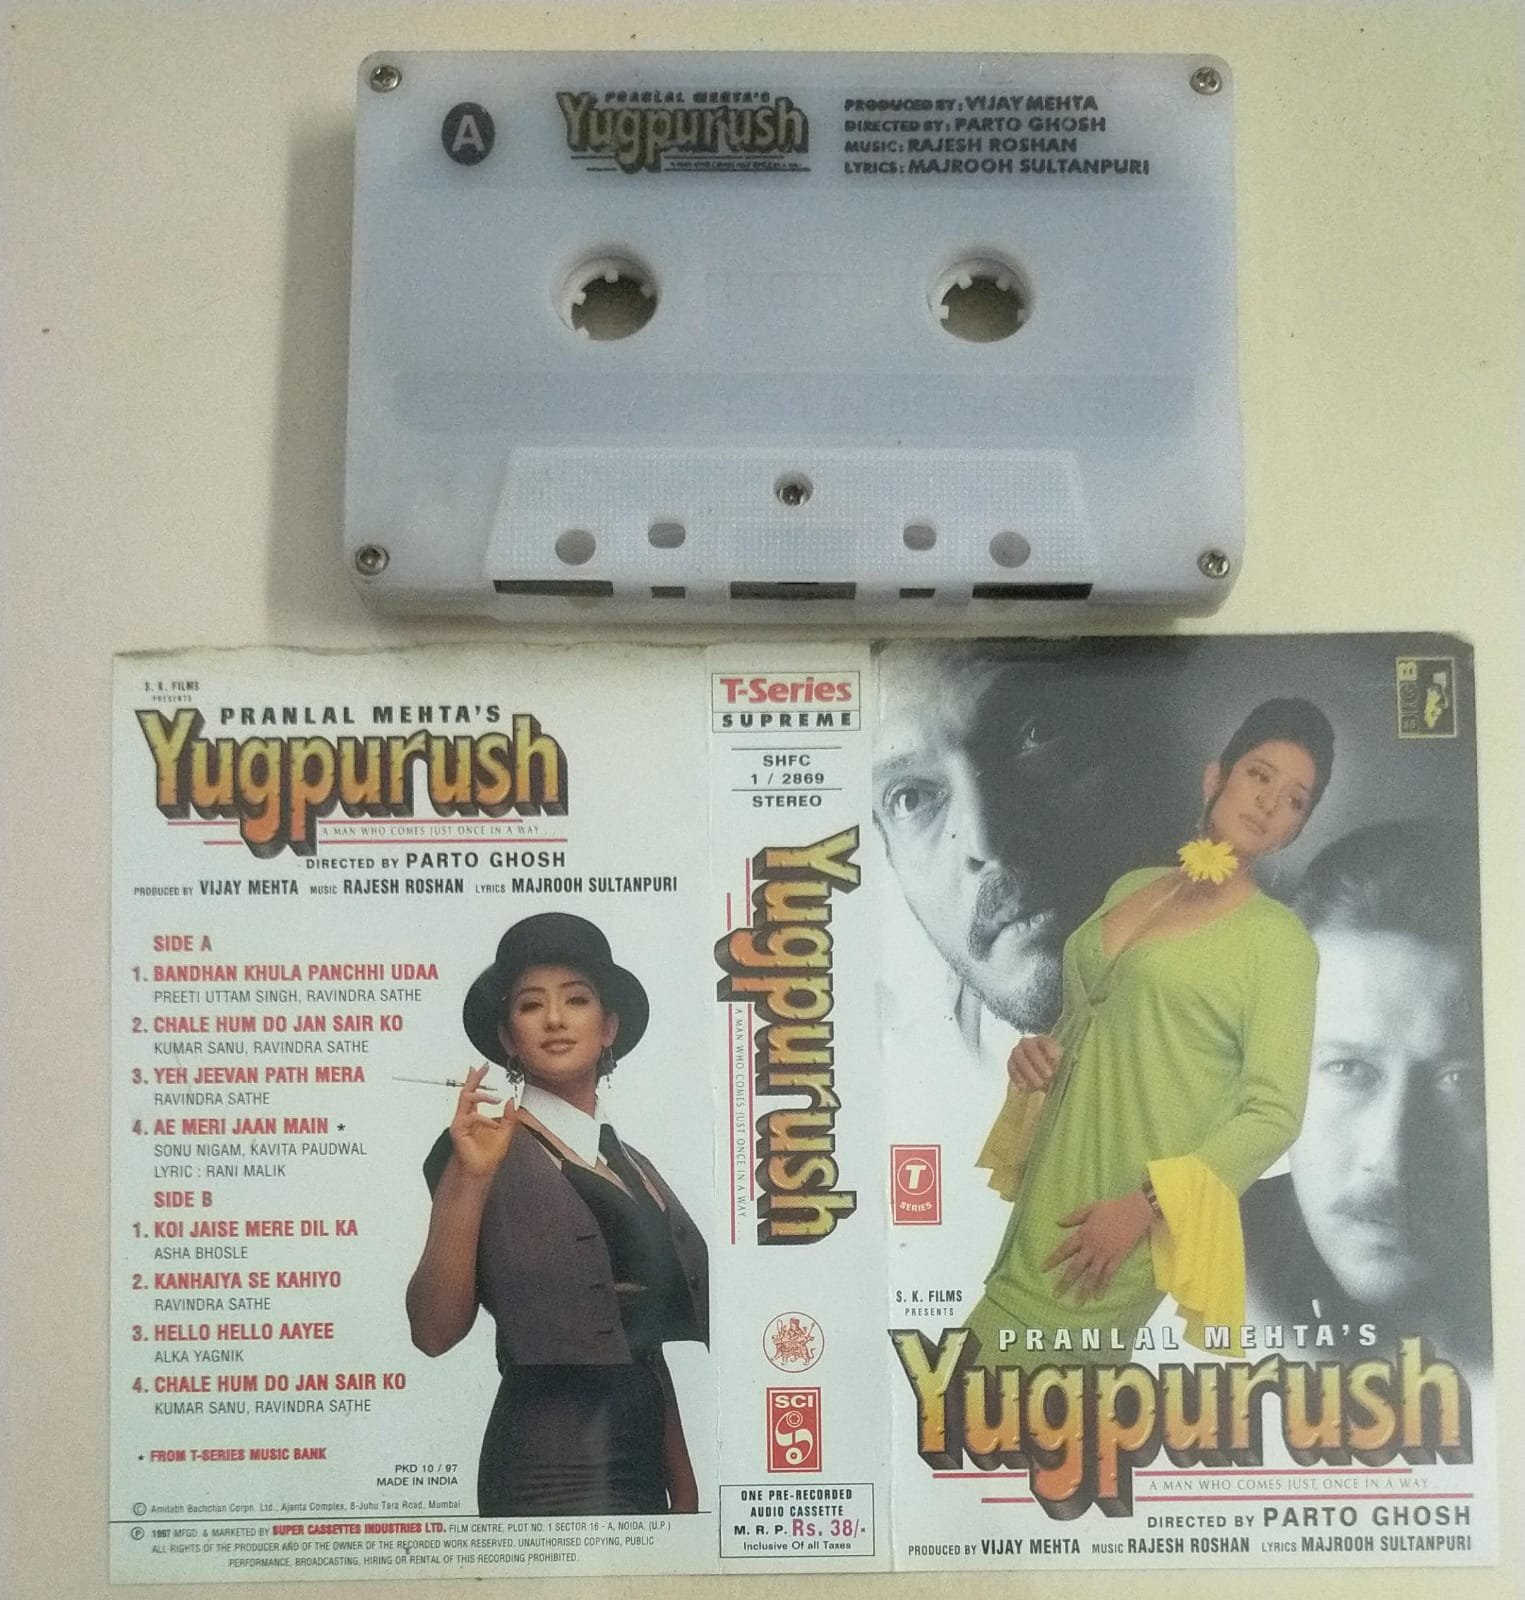 A
PRANLAL MEHTA'S
Yugpurush
PRODUCED BY: VIJAY MEHTA
DIRECTED BY: PARTO GHOSH
MUSIC: RAJESH ROSHAN
LYRICS: MAJROOH SULTANPURI
S. K. FILMS
PRESENTS
PRANLAL MEHTA'S
Yugpurush
A MAN WHO COMES JUST ONCE IN A WAY....
DIRECTED BY PARTO GHOSH
PRODUCED BY VIJAY MEHTA MUSIC RAJESH ROSHAN LYRICS MAJROOH SULTANPURI
SIDE A
1. BANDHAN KHULA PANCHHI UDAA
PREETI UTTAM SINGH, RAVINDRA SATHE
2. CHALE HUM DO JAN SAIR KO
KUMAR SANU, RAVINDRA SATHE
3. YEH JEEVAN PATH MERA
RAVINDRA SATHE
4. AE MERI JAAN MAIN *
SONU NIGAM, KAVITA PAUDWAL
LYRIC : RANI MALIK
SIDE B
1. KOI JAISE MERE DIL KA
ASHA BHOSLE
2. KANHAIYA SE KAHIYO
RAVINDRA SATHE
3. HELLO HELLO AAYEE
ALKA YAGNIK
4. CHALE HUM DO JAN SAIR KO
KUMAR SANU, RAVINDRA SATHE
* FROM T-SERIES MUSIC BANK
PKD 10 / 97
MADE IN INDIA
© Amitabh Bachchan Corpn. Ltd., Ajanta Complex, 8-Juhu Tara Road, Mumbai
℗ 1997 MFGD. & MARKETED BY SUPER CASSETTES INDUSTRIES LTD. FILM CENTRE, PLOT NO. 1 SECTOR 16 - A, NOIDA, (U.P.)
ALL RIGHTS OF THE PRODUCER AND OF THE OWNER OF THE RECORDED WORK RESERVED, UNAUTHORISED COPYING, PUBLIC
PERFORMANCE, BROADCASTING, HIRING OR RENTAL OF THIS RECORDING PROHIBITED.
T-Series
SUPREME
SHFC
1 / 2869
STEREO
Yugpurush
A MAN WHO COMES JUST ONCE IN A WAY...
SCI
ONE PRE-RECORDED
AUDIO CASSETTE
M. R. P. Rs. 38/-
Inclusive Of all Taxes
T
SERIES
S. K. FILMS
PRESENTS
PRANLAL MEHTA'S
Yugpurush
A MAN WHO COMES JUST ONCE IN A WAY...
DIRECTED BY PARTO GHOSH
PRODUCED BY VIJAY MEHTA MUSIC RAJESH ROSHAN LYRICS MAJROOH SULTANPURI